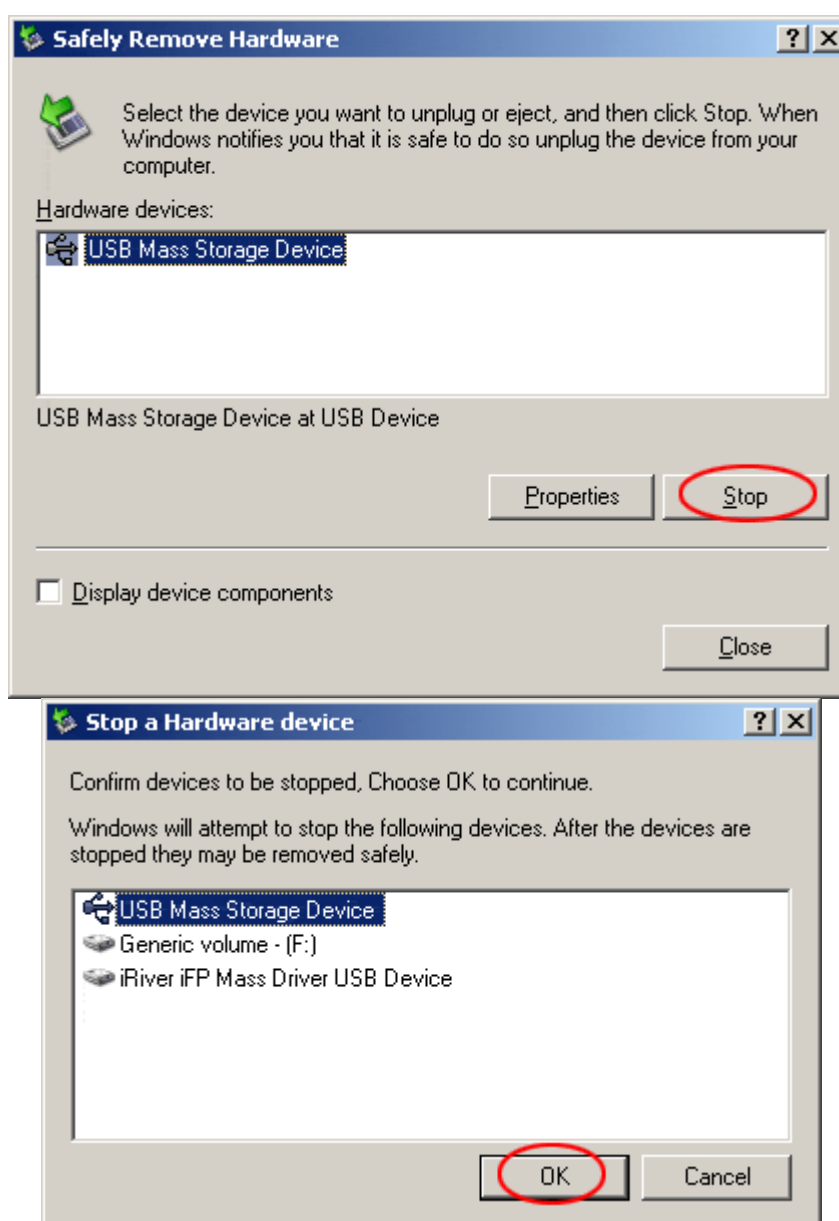 Safely Remove Hardware
Select the device you want to unplug or eject, and then click Stop. When
Windows notifies you that it is safe to do so unplug the device from your
computer.
Hardware devices:
USB Mass Storage Device
USB Mass Storage Device at USB Device
Properties Stop
Display device components
Close
Stop a Hardware device
Confirm devices to be stopped, Choose OK to continue.
Windows will attempt to stop the following devices. After the devices are
stopped they may be removed safely.
USB Mass Storage Device
Generic volume - (F:)
iRiver iFP Mass Driver USB Device
OK Cancel